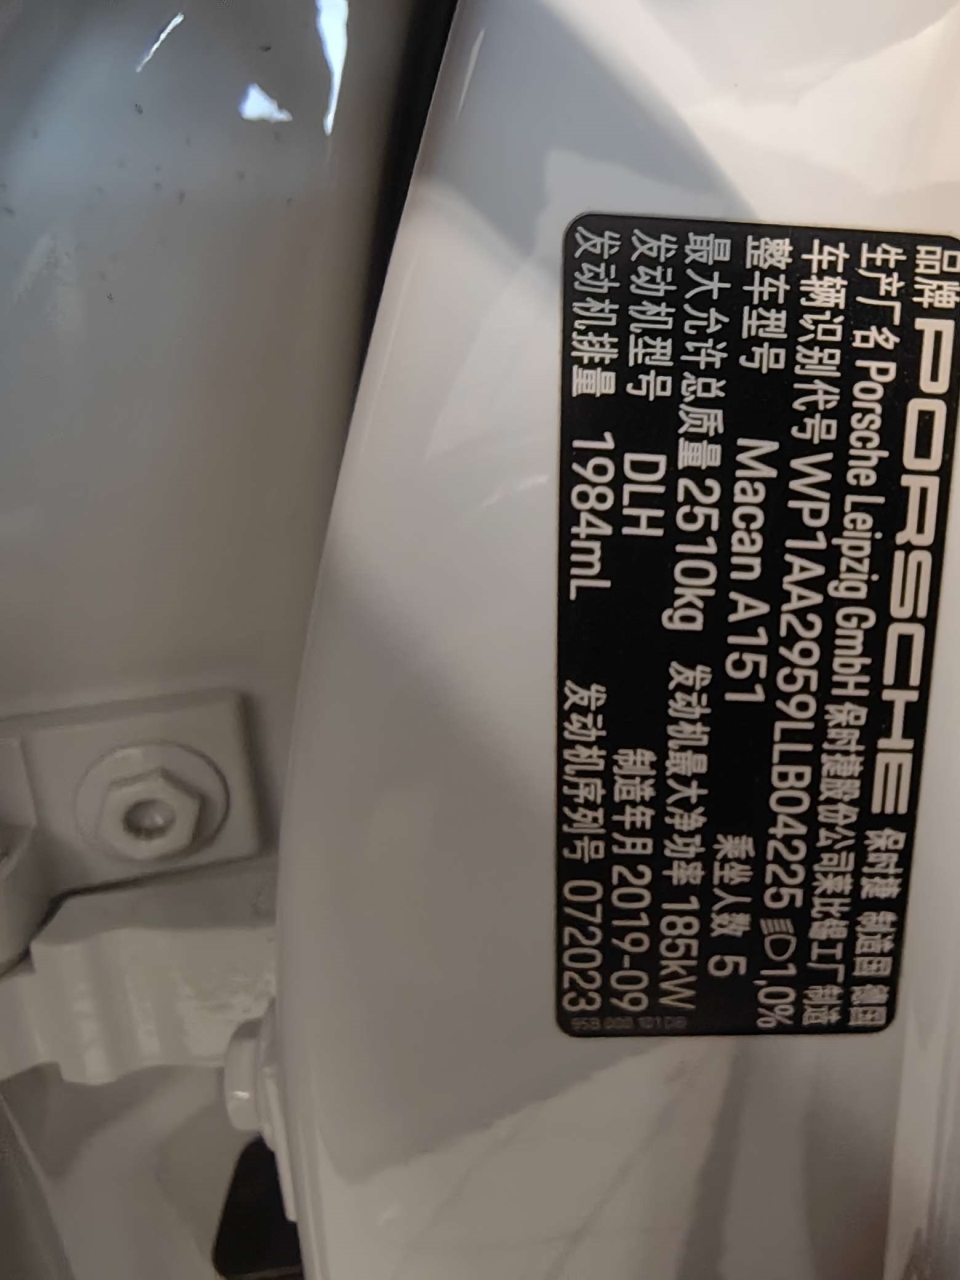 品牌 PORSCHE 保时捷 制造国 德国
生产厂名 Porsche Leipzig GmbH 保时捷股份公司莱比锡工厂 制造
车辆识别代号 WP1AA2959LLB04225 1,0%
整车型号 Macan A151 乘坐人数 5
最大允许总质量 2510kg 发动机最大净功率 185kW
发动机型号 DLH 制造年月 2019-09
发动机排量 1984mL 发动机序列号 072023